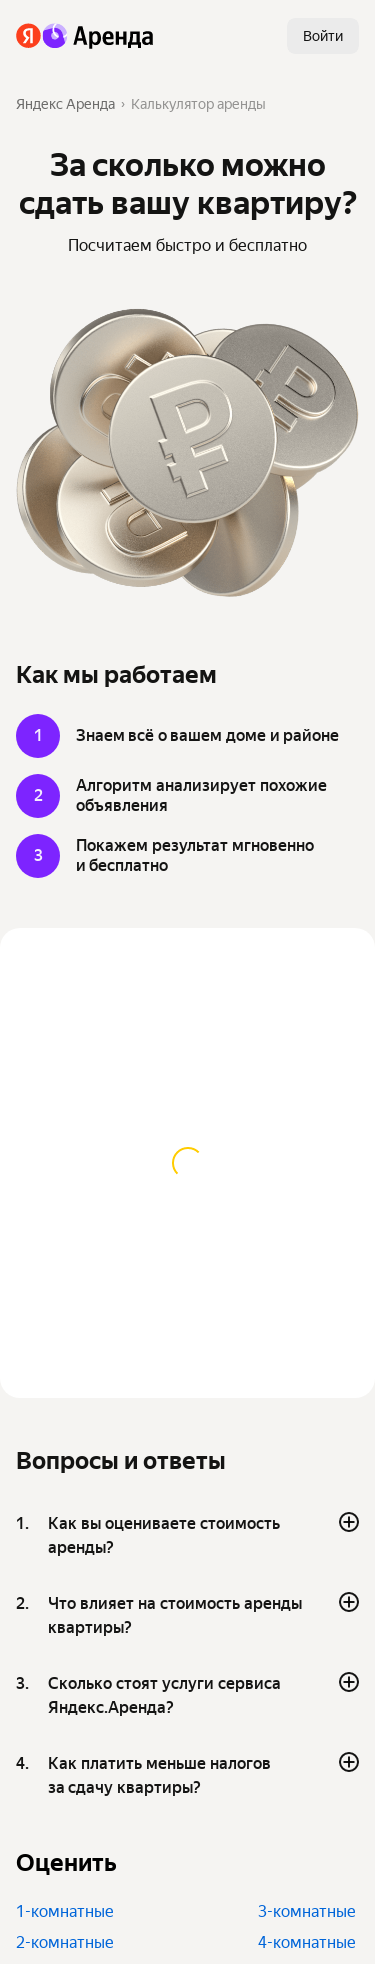 Я Аренда
Войти
Яндекс Аренда › Калькулятор аренды
За сколько можно
сдать вашу квартиру?
Посчитаем быстро и бесплатно
Как мы работаем
1 Знаем всё о вашем доме и районе
2 Алгоритм анализирует похожие
объявления
3 Покажем результат мгновенно
и бесплатно
Вопросы и ответы
1. Как вы оцениваете стоимость
аренды?
2. Что влияет на стоимость аренды
квартиры?
3. Сколько стоят услуги сервиса
Яндекс.Аренда?
4. Как платить меньше налогов
за сдачу квартиры?
Оценить
1-комнатные 3-комнатные
2-комнатные 4-комнатные